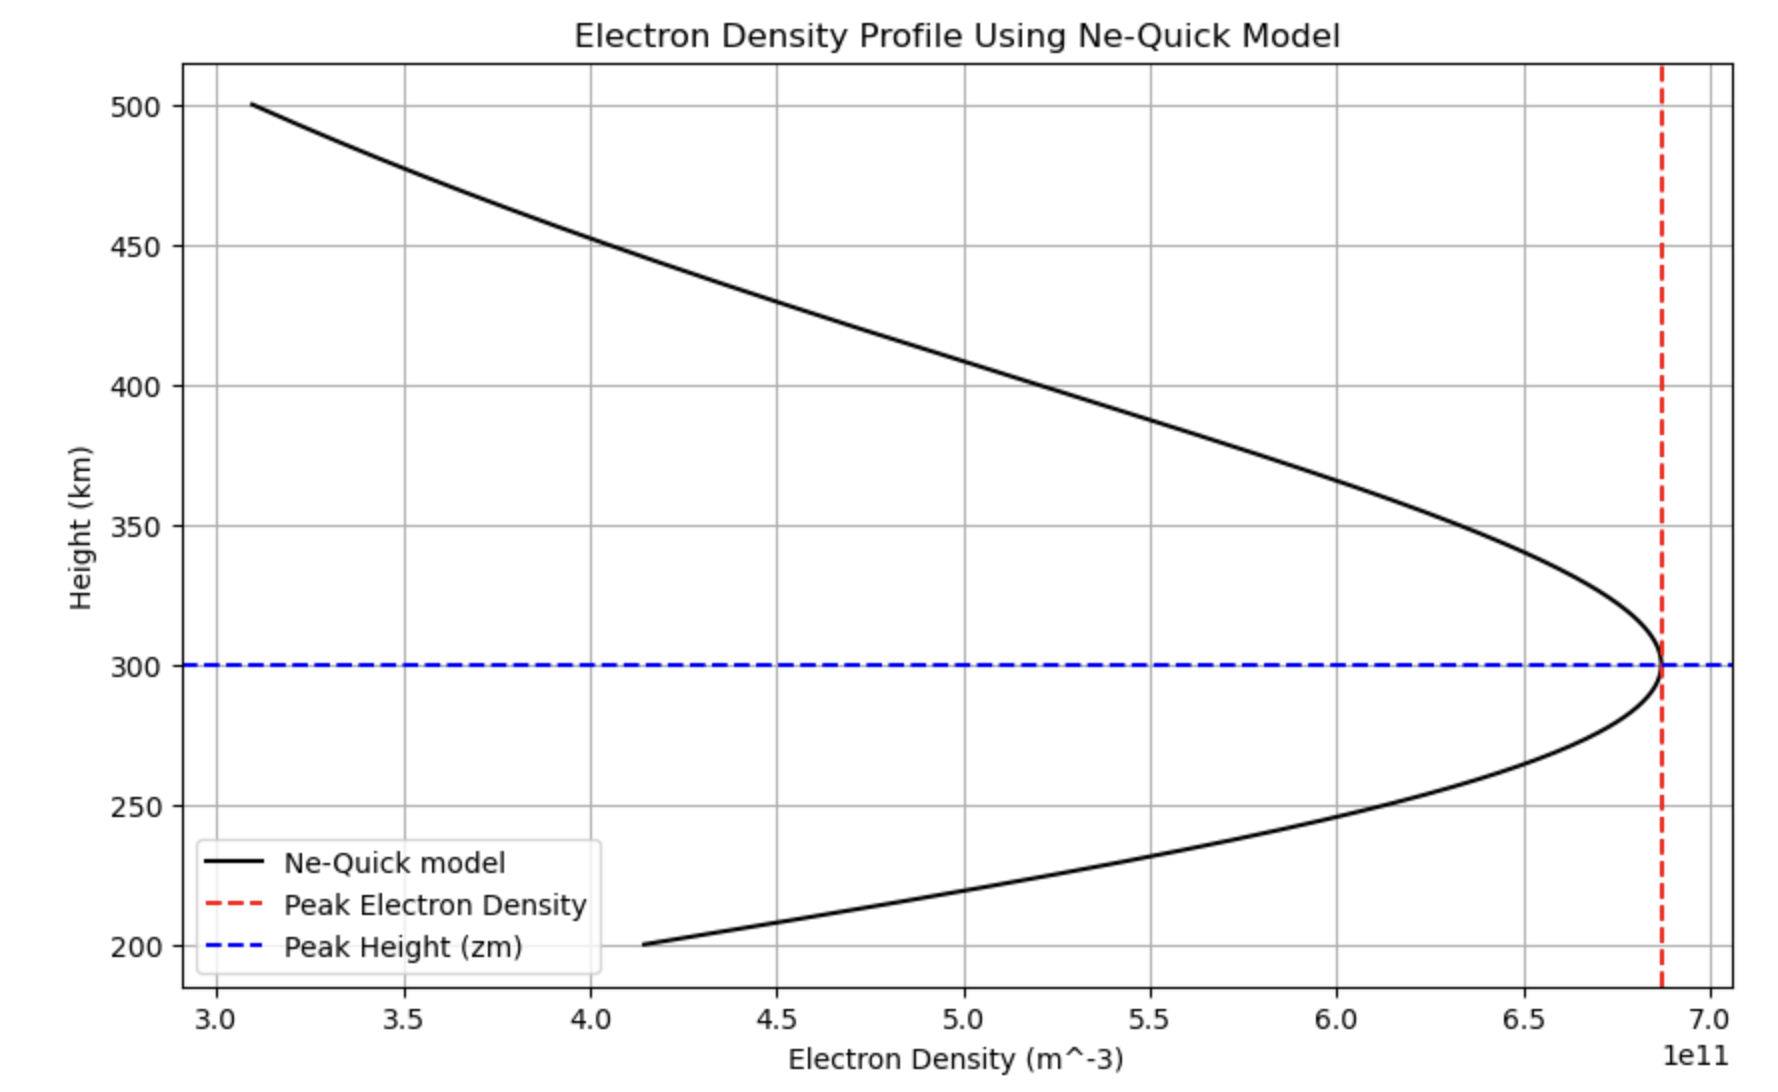 Electron Density Profile Using Ne-Quick Model
500
450
400
350
300
250
200
Height (km)
Ne-Quick model
Peak Electron Density
Peak Height (zm)
3.0 3.5 4.0 4.5 5.0 5.5 6.0 6.5 7.0
1e11
Electron Density (m^-3)